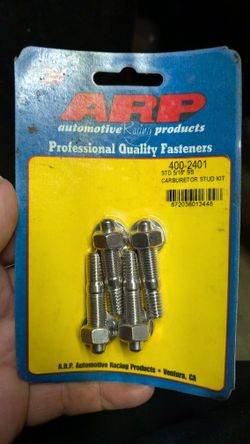 ARP
automotive Racing products
Professional Quality Fasteners
400-2401
STD 5/16" SS
CARBURETOR STUD KIT
672036013448
A.R.P. Automotive Racing Products • Ventura, CA